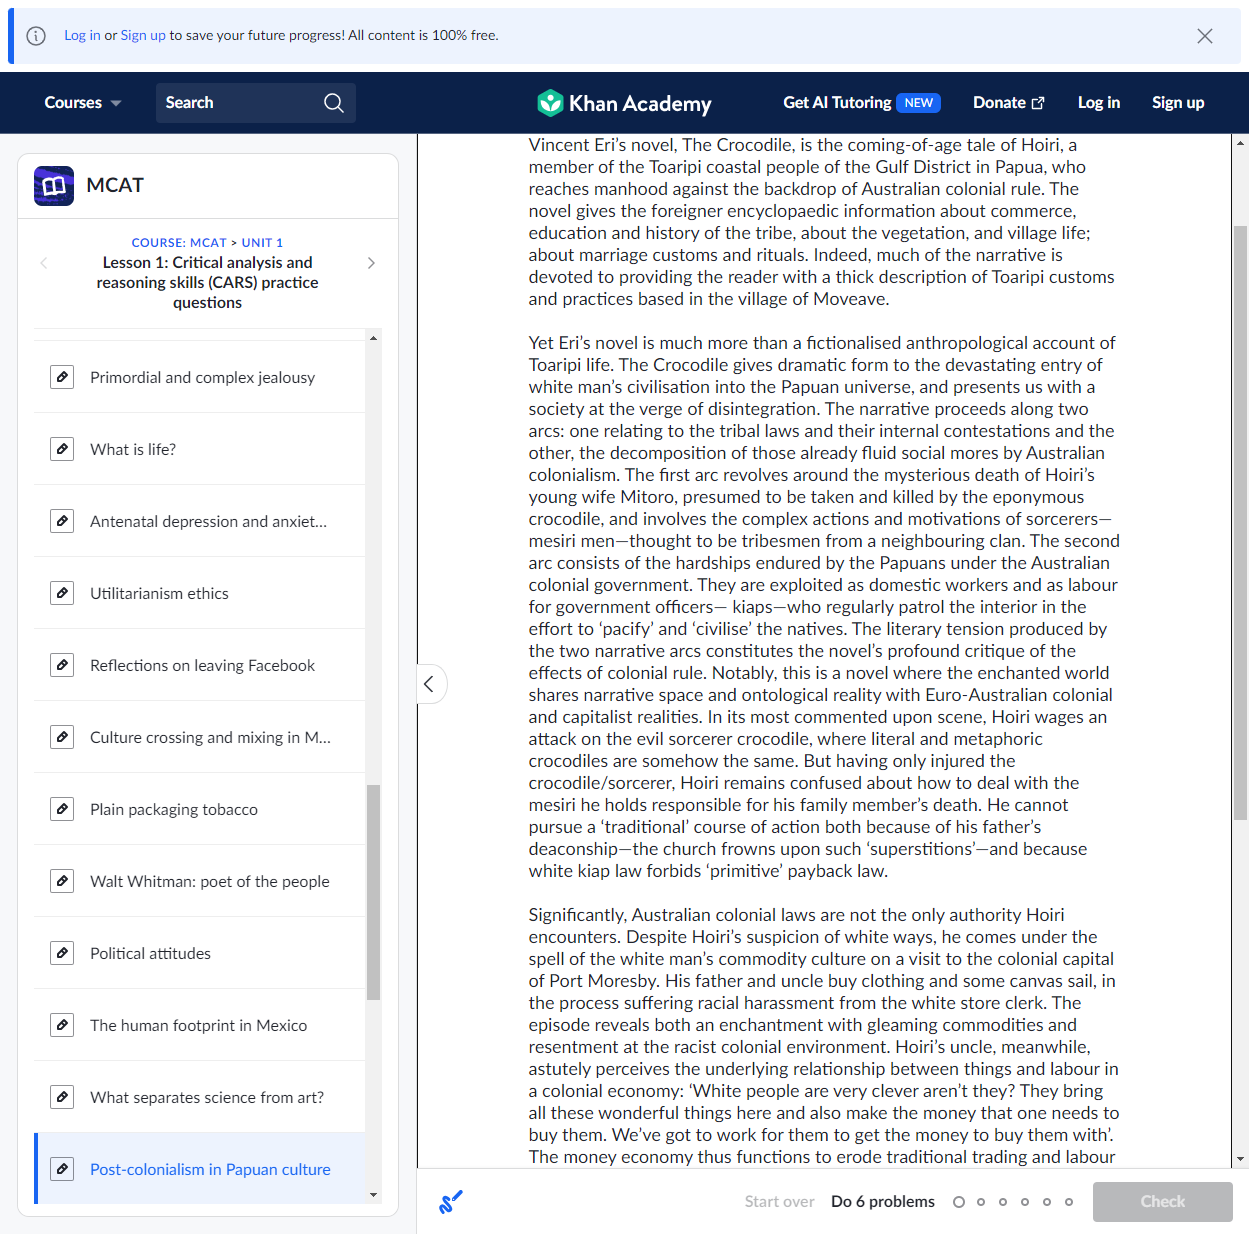 Log in or Sign up to save your future progress! All content is 100% free.
Courses
Search
Khan Academy
Get AI Tutoring NEW
Donate
Log in
Sign up
MCAT
COURSE: MCAT > UNIT 1
Lesson 1: Critical analysis and
reasoning skills (CARS) practice
questions
Primordial and complex jealousy
What is life?
Antenatal depression and anxiet...
Utilitarianism ethics
Reflections on leaving Facebook
Culture crossing and mixing in M...
Plain packaging tobacco
Walt Whitman: poet of the people
Political attitudes
The human footprint in Mexico
What separates science from art?
Post-colonialism in Papuan culture
Vincent Eri's novel, The Crocodile, is the coming-of-age tale of Hoiri, a
member of the Toaripi coastal people of the Gulf District in Papua, who
reaches manhood against the backdrop of Australian colonial rule. The
novel gives the foreigner encyclopaedic information about commerce,
education and history of the tribe, about the vegetation, and village life;
about marriage customs and rituals. Indeed, much of the narrative is
devoted to providing the reader with a thick description of Toaripi customs
and practices based in the village of Moveave.
Yet Eri's novel is much more than a fictionalised anthropological account of
Toaripi life. The Crocodile gives dramatic form to the devastating entry of
white man's civilisation into the Papuan universe, and presents us with a
society at the verge of disintegration. The narrative proceeds along two
arcs: one relating to the tribal laws and their internal contestations and the
other, the decomposition of those already fluid social mores by Australian
colonialism. The first arc revolves around the mysterious death of Hoiri's
young wife Mitoro, presumed to be taken and killed by the eponymous
crocodile, and involves the complex actions and motivations of sorcerers—
mesiri men—thought to be tribesmen from a neighbouring clan. The second
arc consists of the hardships endured by the Papuans under the Australian
colonial government. They are exploited as domestic workers and as labour
for government officers— kiaps—who regularly patrol the interior in the
effort to 'pacify' and 'civilise' the natives. The literary tension produced by
the two narrative arcs constitutes the novel's profound critique of the
effects of colonial rule. Notably, this is a novel where the enchanted world
shares narrative space and ontological reality with Euro-Australian colonial
and capitalist realities. In its most commented upon scene, Hoiri wages an
attack on the evil sorcerer crocodile, where literal and metaphoric
crocodiles are somehow the same. But having only injured the
crocodile/sorcerer, Hoiri remains confused about how to deal with the
mesiri he holds responsible for his family member's death. He cannot
pursue a 'traditional' course of action both because of his father's
deaconship—the church frowns upon such 'superstitions'—and because
white kiap law forbids 'primitive' payback law.
Significantly, Australian colonial laws are not the only authority Hoiri
encounters. Despite Hoiri's suspicion of white ways, he comes under the
spell of the white man's commodity culture on a visit to the colonial capital
of Port Moresby. His father and uncle buy clothing and some canvas sail, in
the process suffering racial harassment from the white store clerk. The
episode reveals both an enchantment with gleaming commodities and
resentment at the racist colonial environment. Hoiri's uncle, meanwhile,
astutely perceives the underlying relationship between things and labour in
a colonial economy: 'White people are very clever aren't they? They bring
all these wonderful things here and also make the money that one needs to
buy them. We've got to work for them to get the money to buy them with'.
The money economy thus functions to erode traditional trading and labour
Start over
Do 6 problems
Check